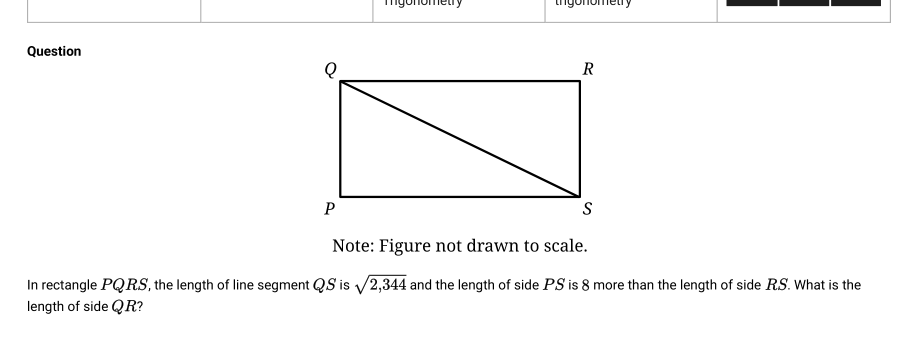 Trigonometry trigonometry
Question
Q R
P S
Note: Figure not drawn to scale.
In rectangle PQRS, the length of line segment QS is √2,344 and the length of side PS is 8 more than the length of side RS. What is the
length of side QR?